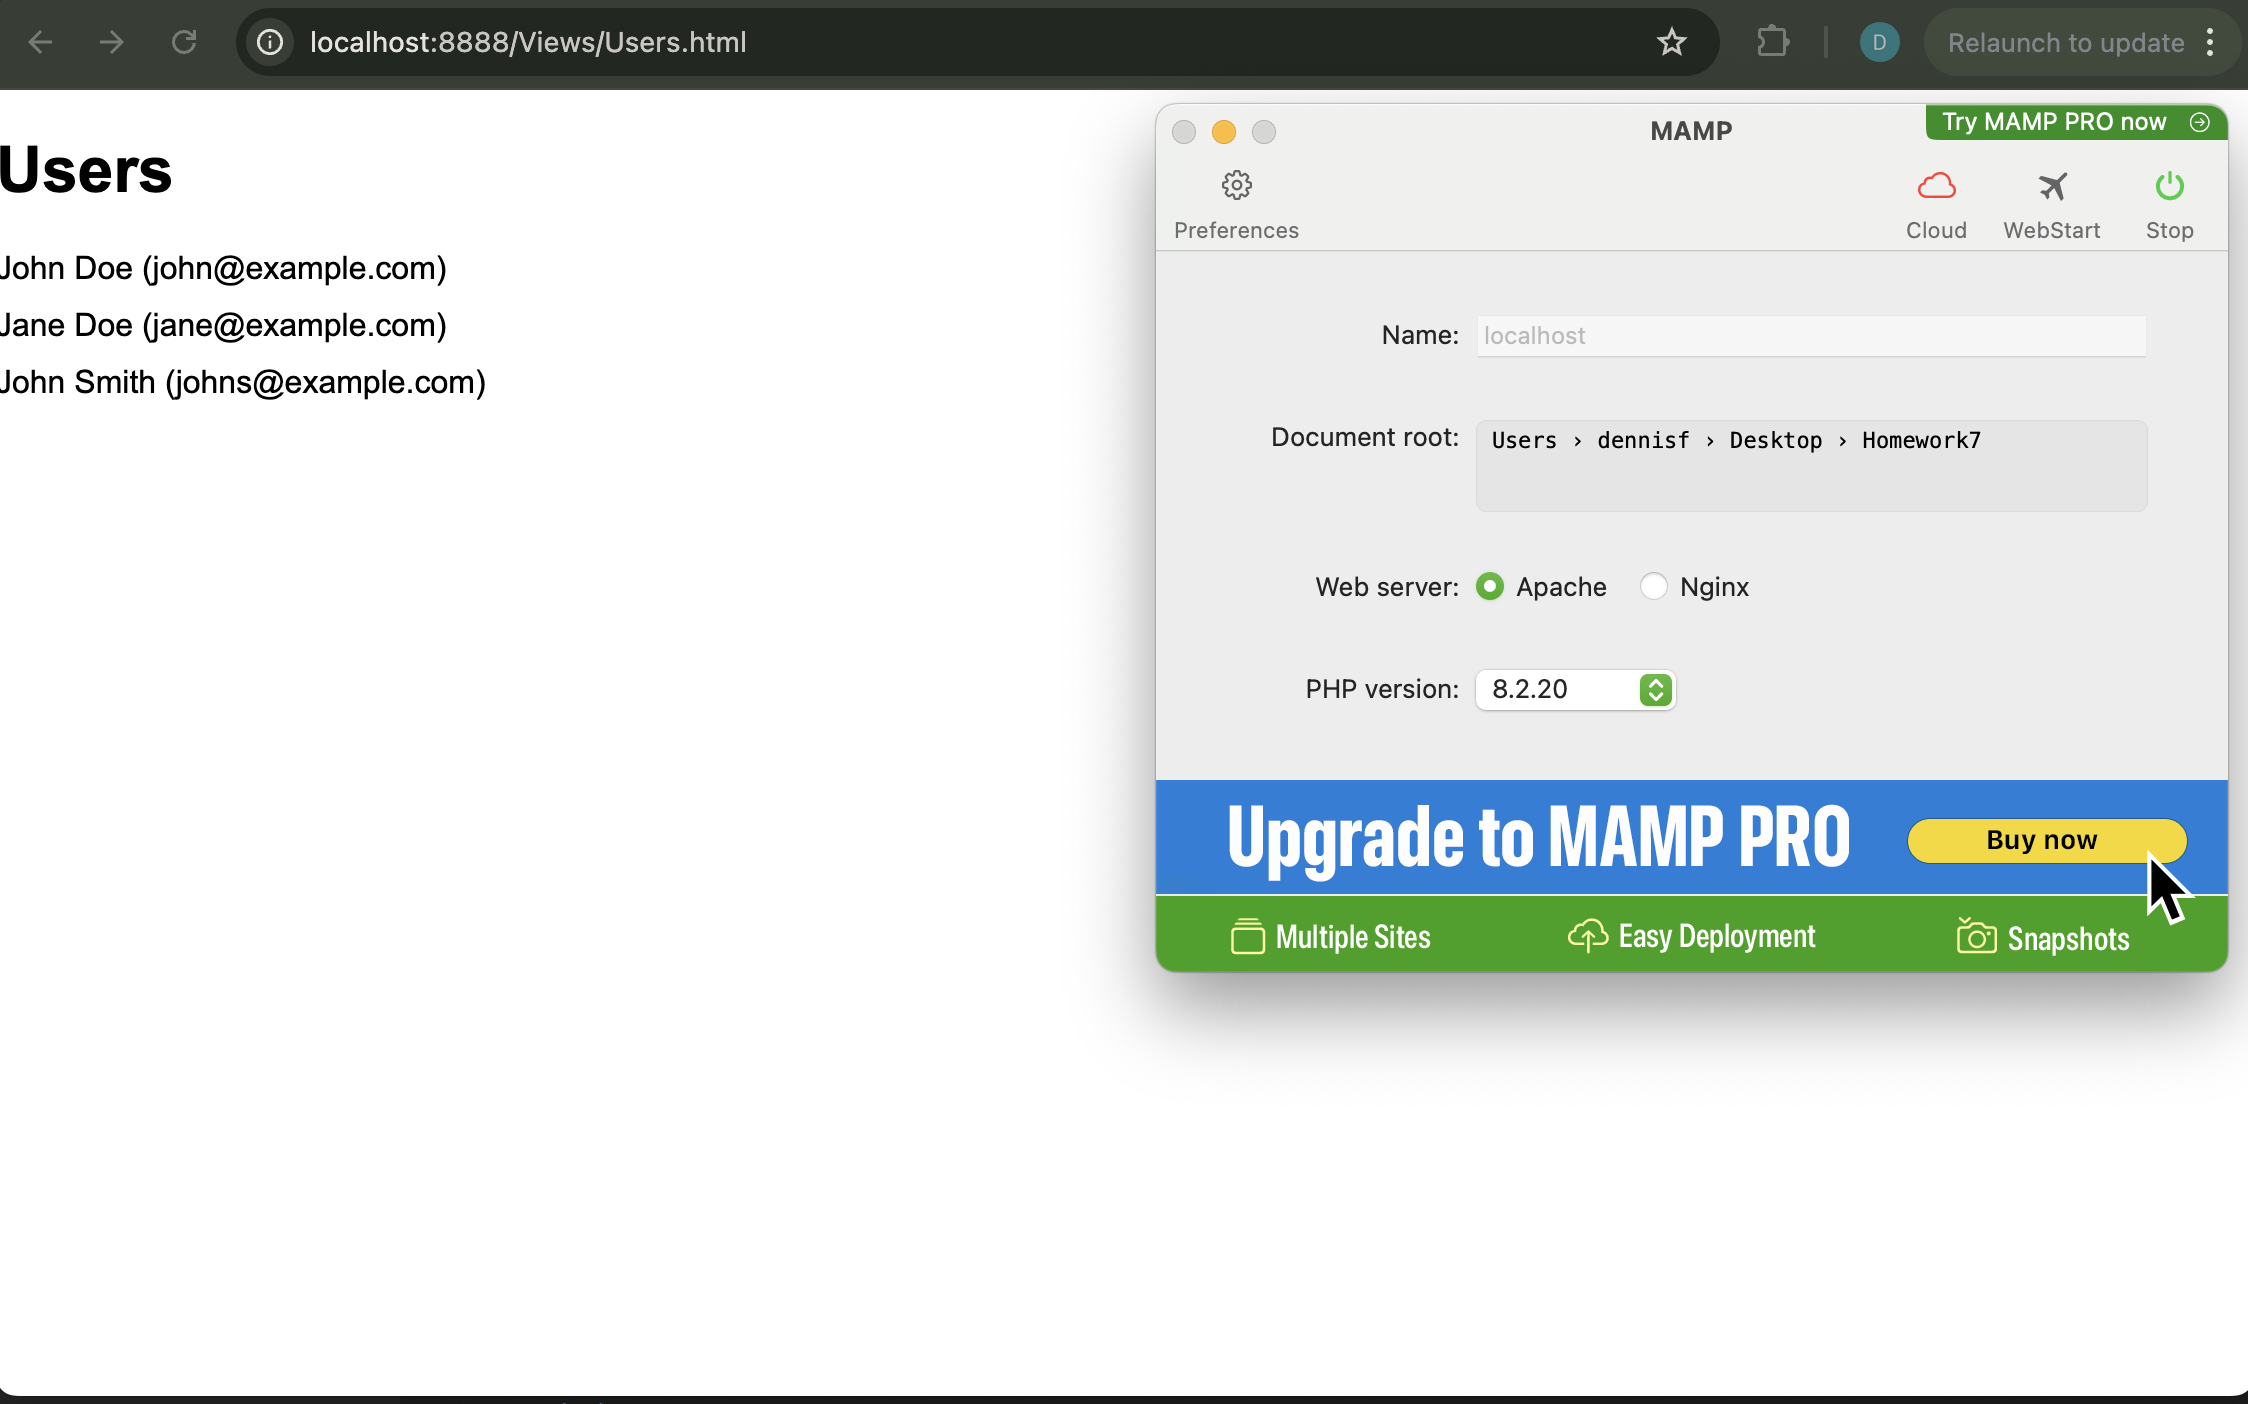 localhost:8888/Views/Users.html
D
Relaunch to update
Users
John Doe (john@example.com)
Jane Doe (jane@example.com)
John Smith (johns@example.com)
MAMP
Try MAMP PRO now
Preferences
Cloud
WebStart
Stop
Name:
localhost
Document root:
Users › dennisf › Desktop › Homework7
Web server:
Apache
Nginx
PHP version:
8.2.20
Upgrade to MAMP PRO
Buy now
Multiple Sites
Easy Deployment
Snapshots